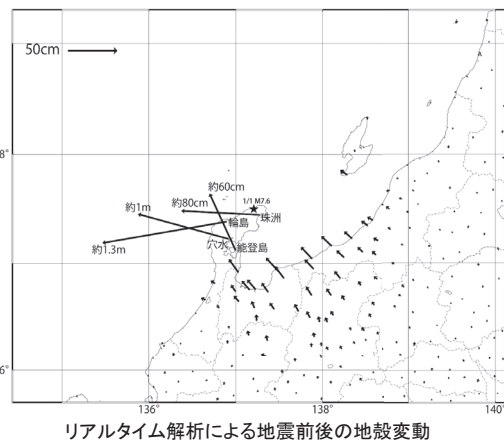 50cm
8°
約60cm
約1m
約80cm
1/1 M7.6
珠洲
輪島
穴水
能登島
約1.3m
6°
136°
138°
140°
リアルタイム解析による地震前後の地殻変動